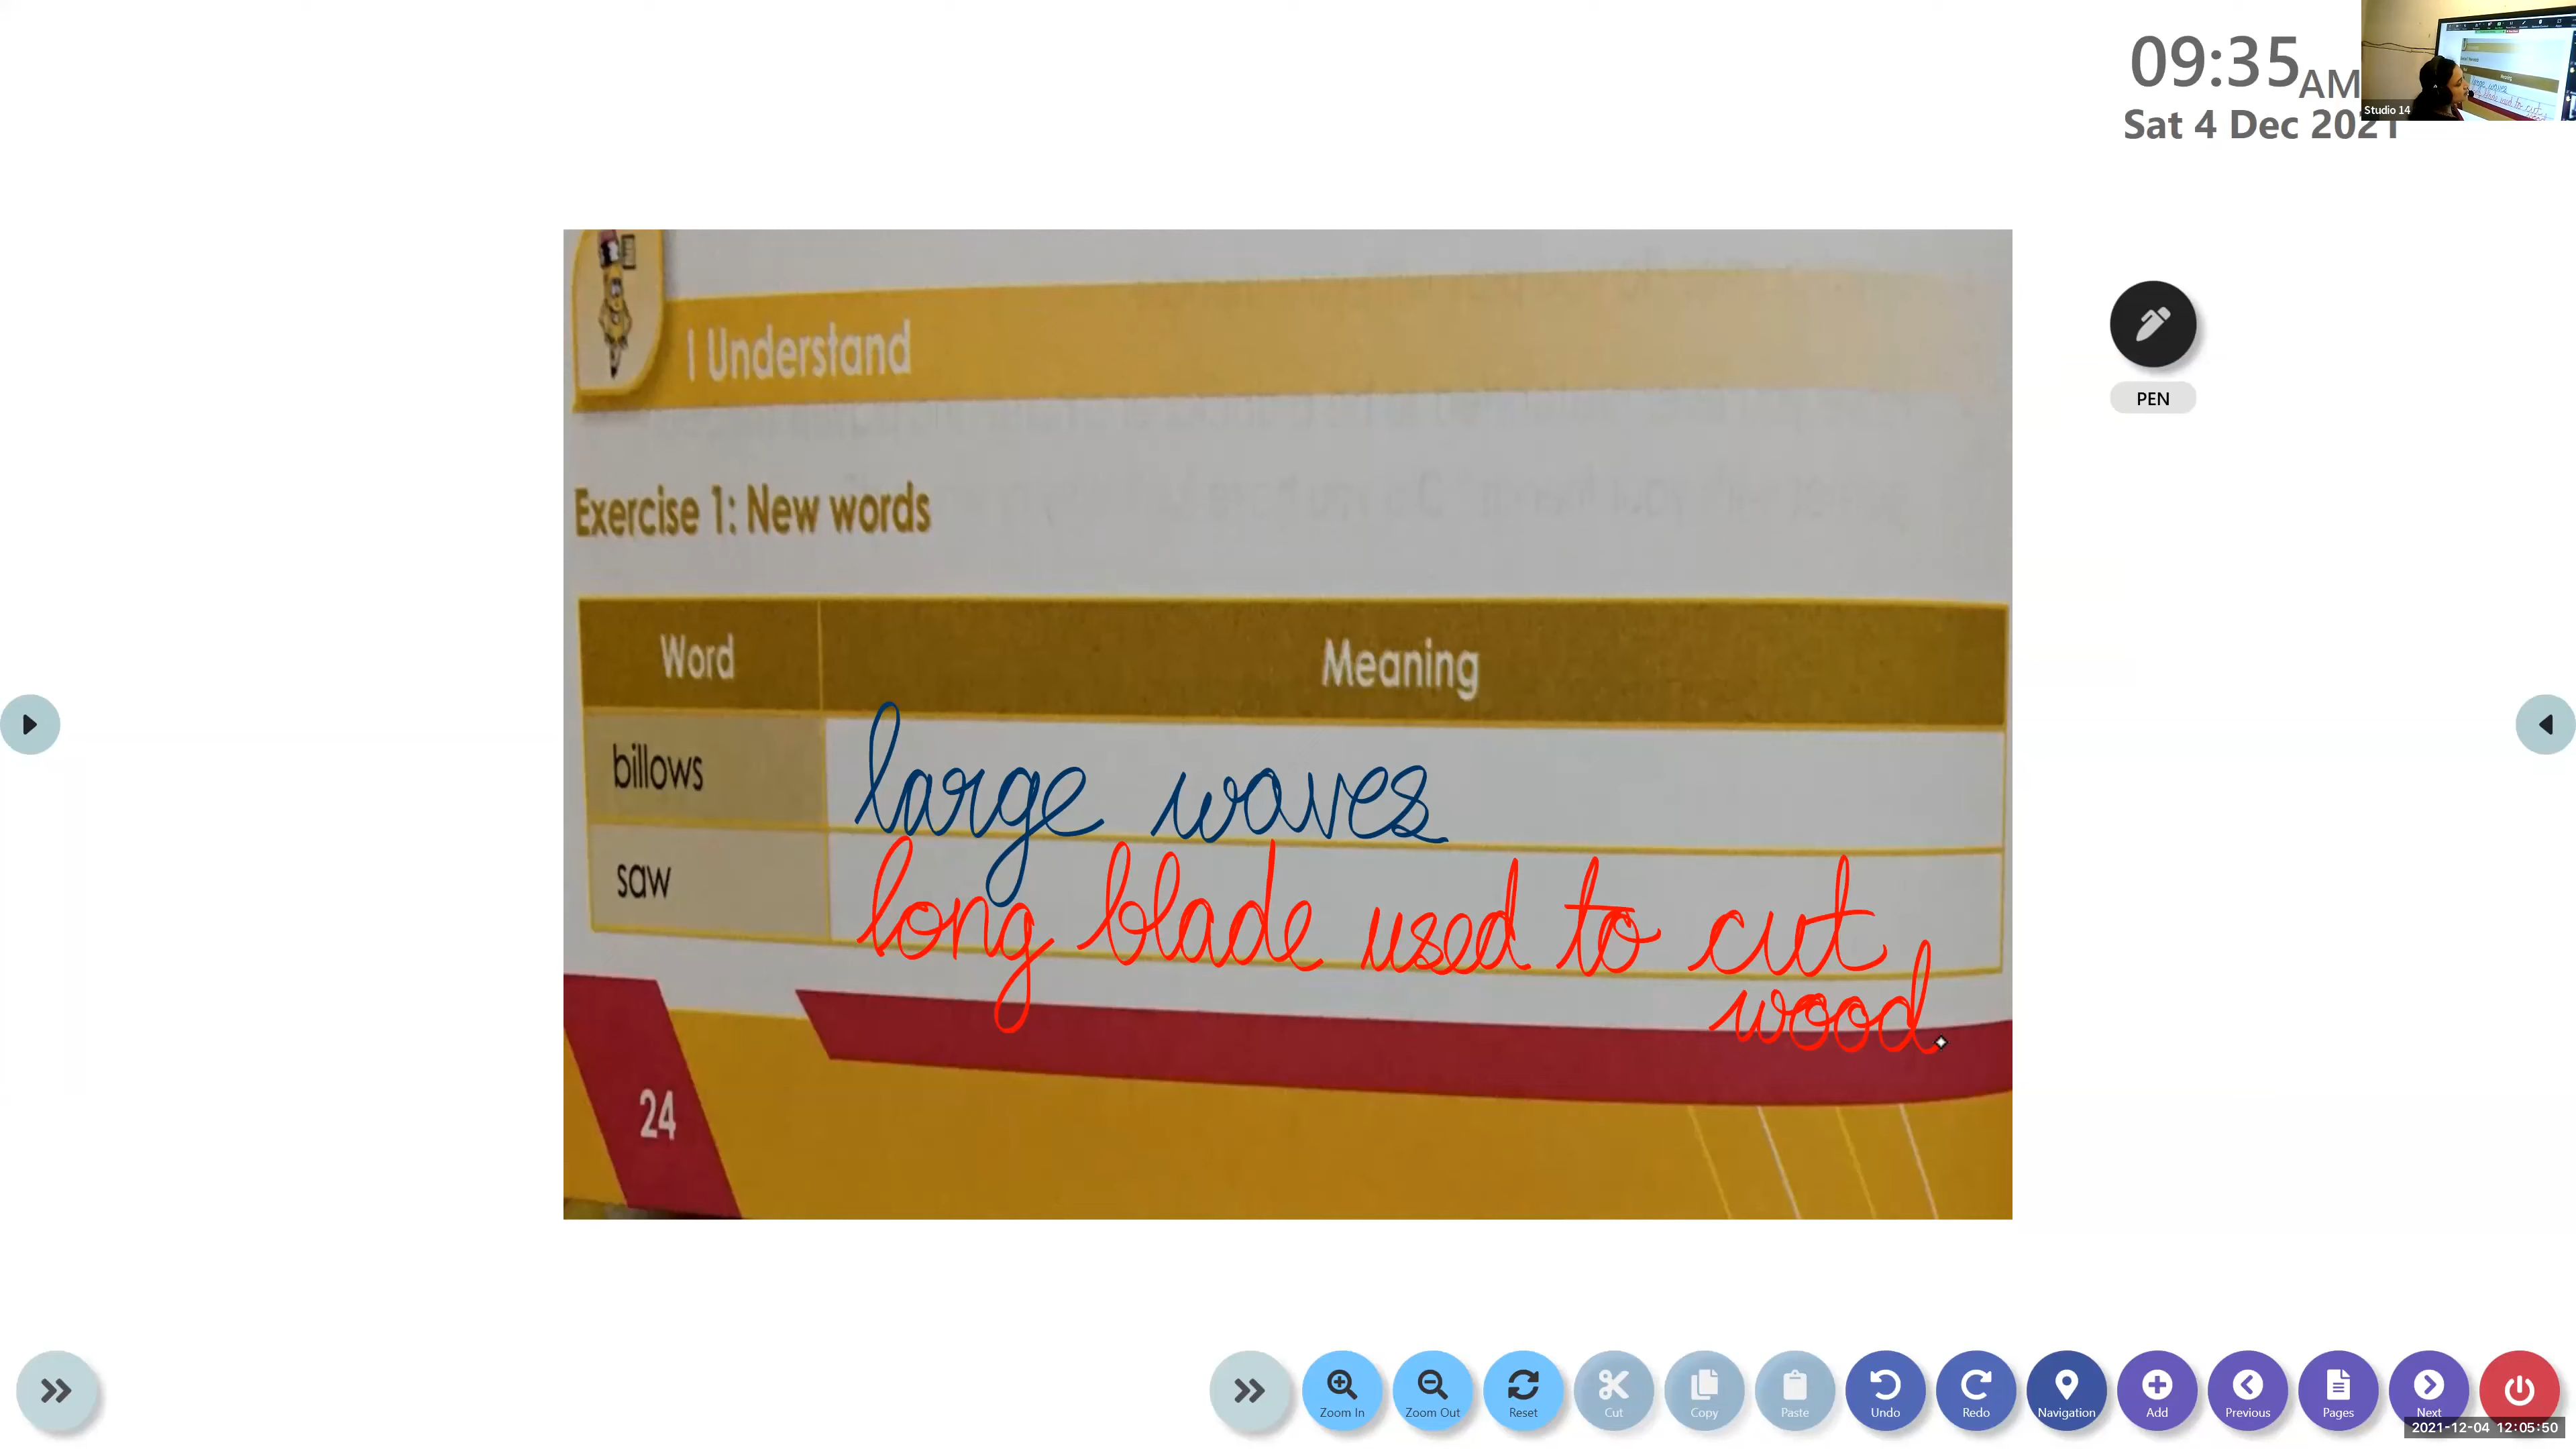 09:35 AM
Sat 4 Dec 2021
Studio 14
I Understand
PEN
Exercise 1: New words
Word Meaning
billows large waves
saw long blade used to cut
wood.
24
Zoom In Zoom Out Reset Cut Copy Paste Undo Redo Navigation Add Previous Pages Next
2021-12-04 12:05:50